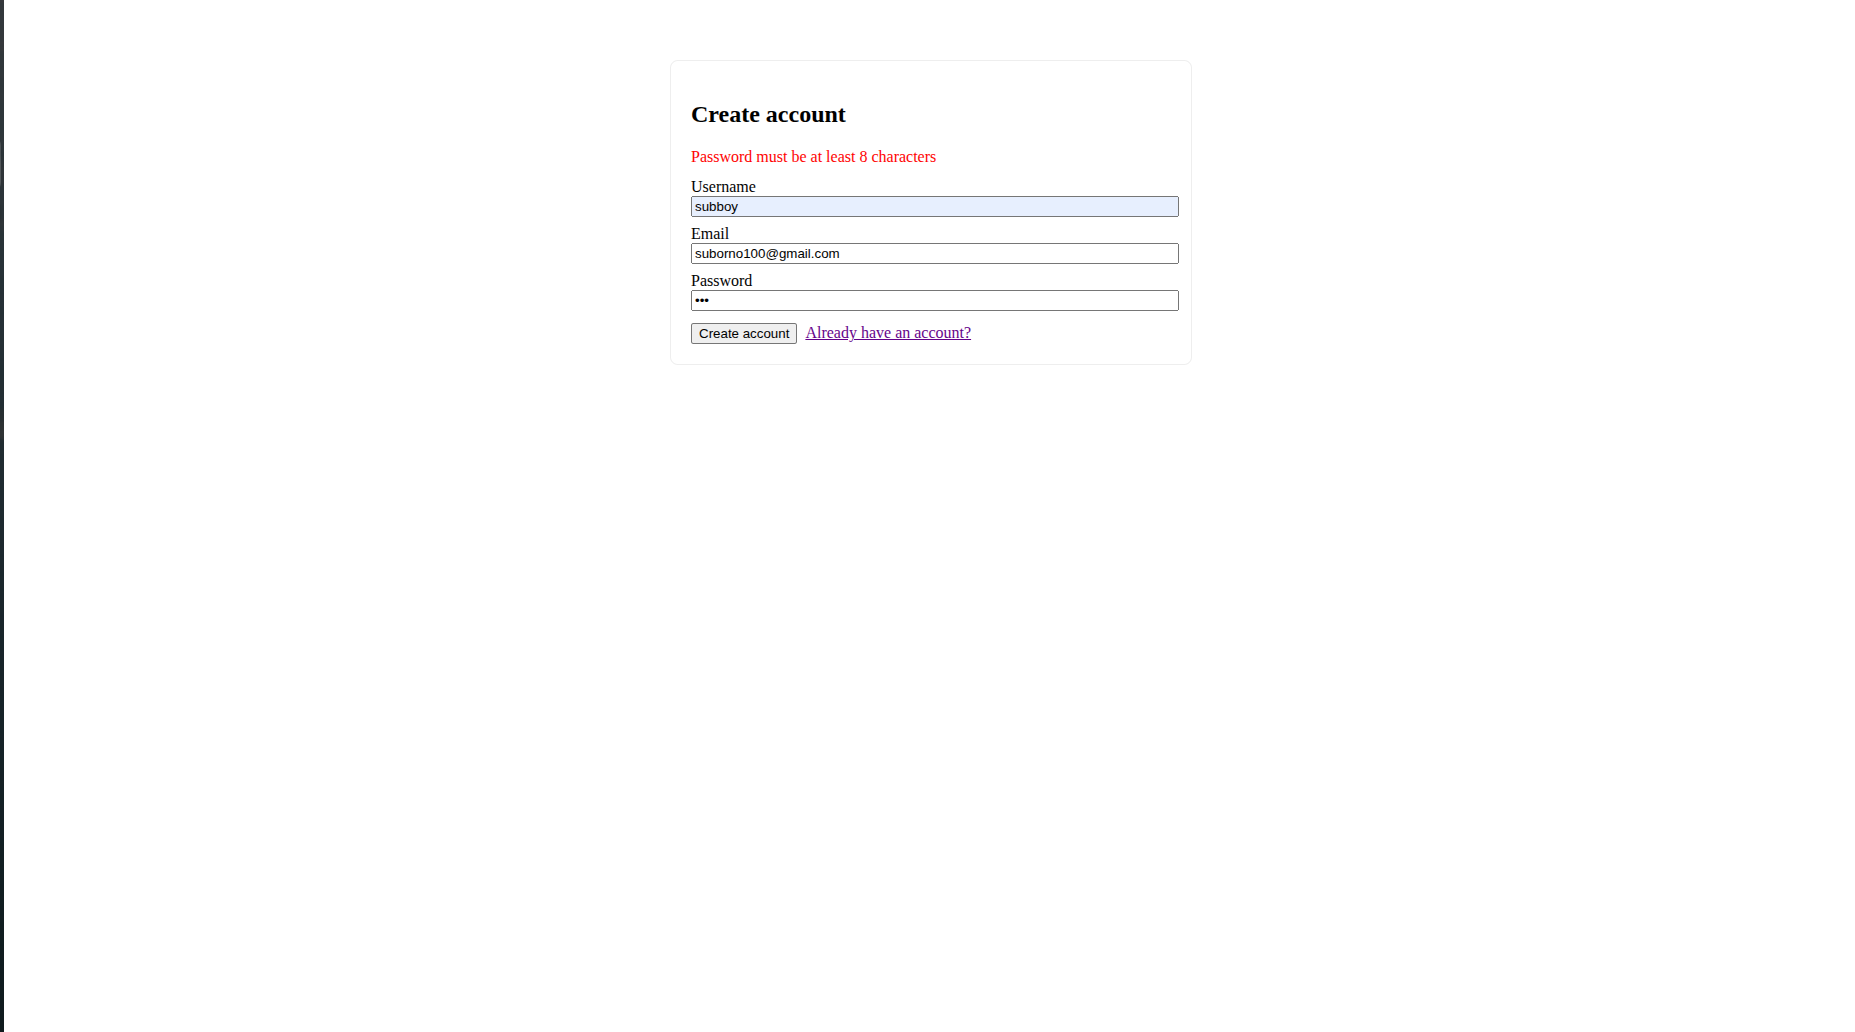 Create account
Password must be at least 8 characters
Username
subboy
Email
suborno100@gmail.com
Password
•••
Create account Already have an account?